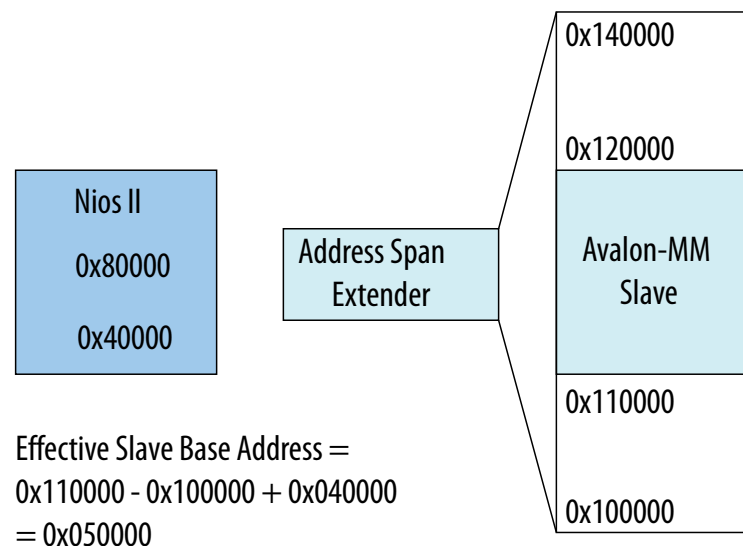 0x140000
0x120000
Nios II
0x80000
0x40000
Address Span
Extender
Avalon-MM
Slave
0x110000
0x100000
Effective Slave Base Address =
0x110000 - 0x100000 + 0x040000
= 0x050000